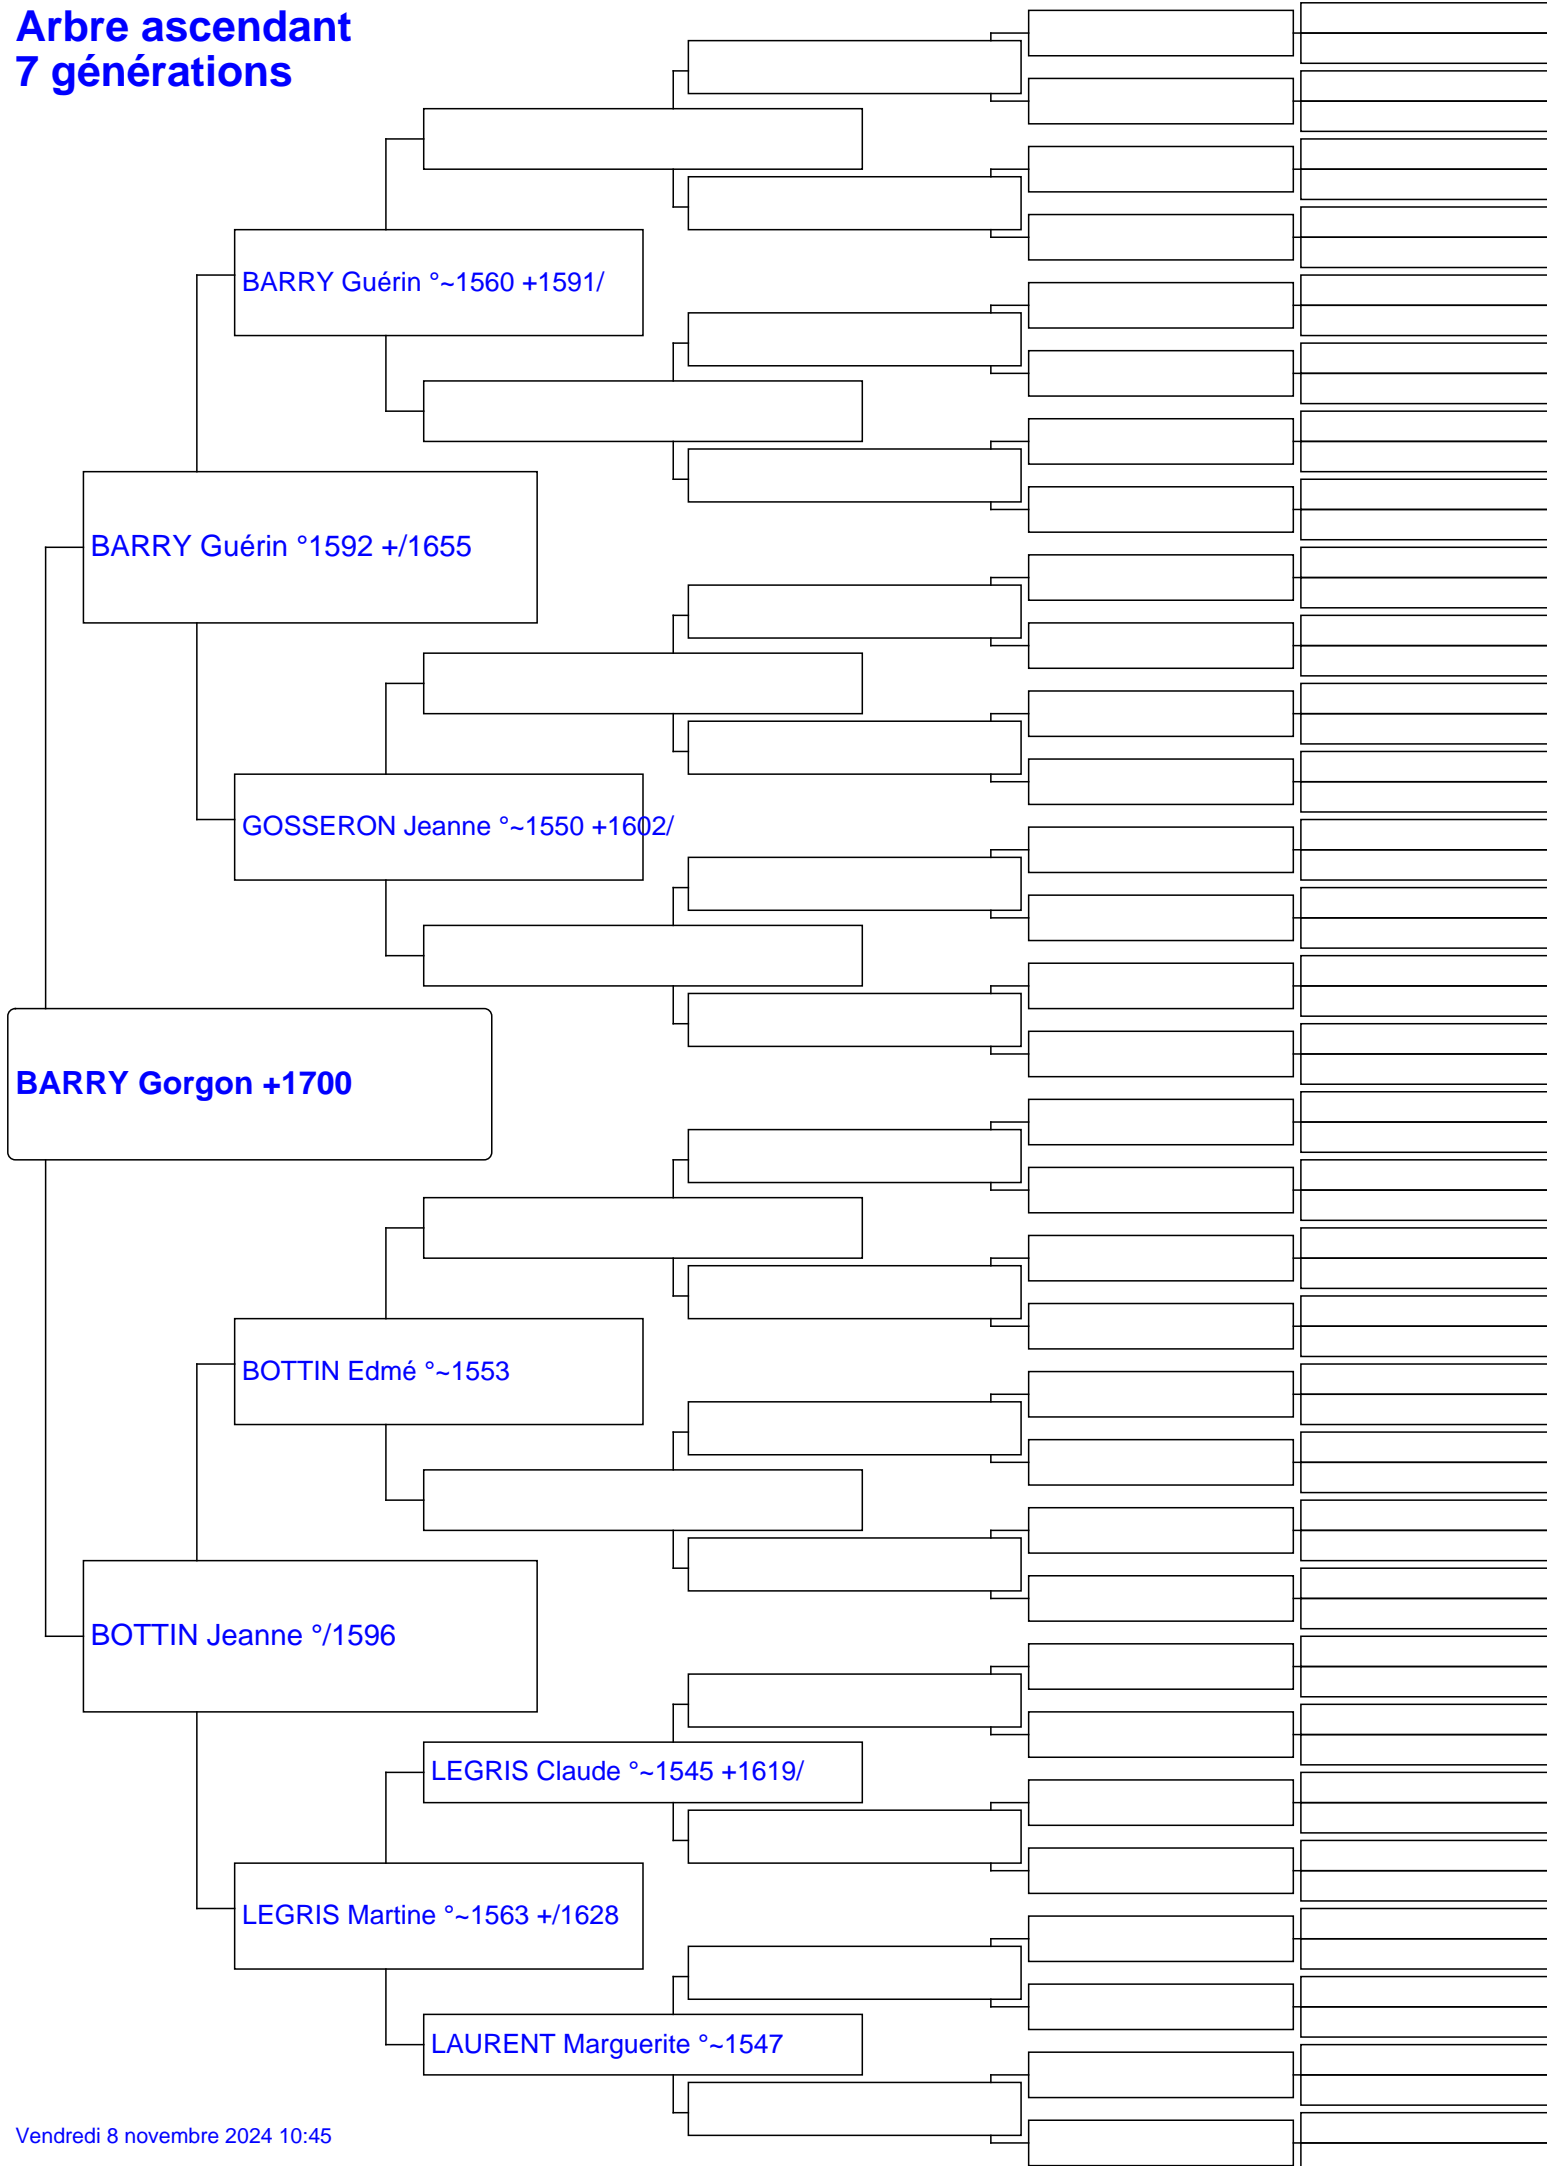 Arbre ascendant
7 générations
BARRY Guérin °~1560 +1591/
BARRY Guérin °1592 +/1655
GOSSERON Jeanne °~1550 +1602/
BARRY Gorgon +1700
BOTTIN Edmé °~1553
BOTTIN Jeanne °/1596
LEGRIS Claude °~1545 +1619/
LEGRIS Martine °~1563 +/1628
LAURENT Marguerite °~1547
Vendredi 8 novembre 2024 10:45